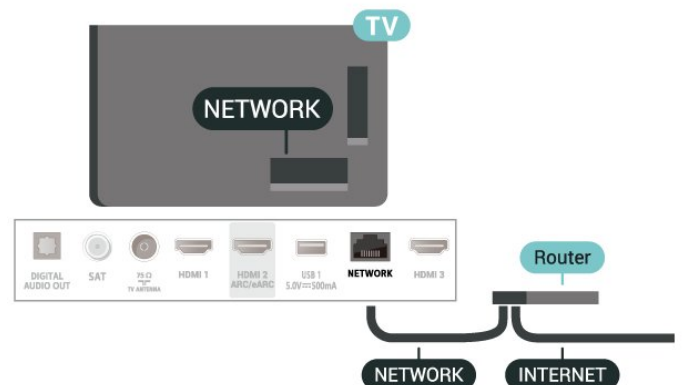 TV
NETWORK
DIGITAL
AUDIO OUT
SAT
75 Ω
TV ANTENNA
HDMI 1
HDMI 2
ARC/eARC
USB 1
5.0V⎓500mA
NETWORK
HDMI 3
Router
NETWORK
INTERNET